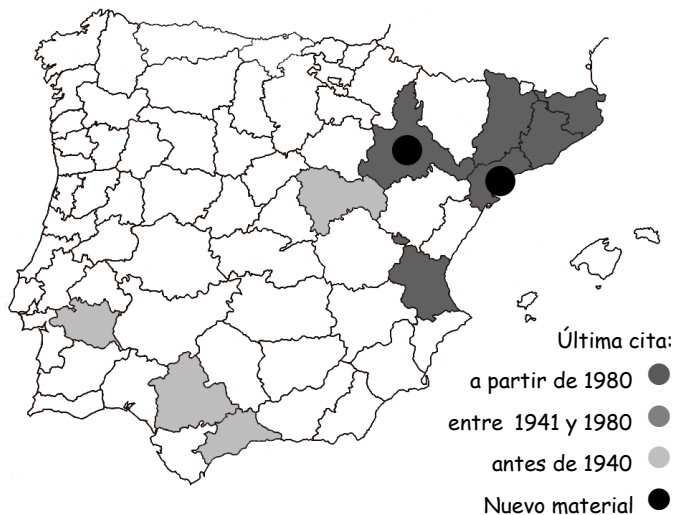 Última cita:
a partir de 1980
entre 1941 y 1980
antes de 1940
Nuevo material